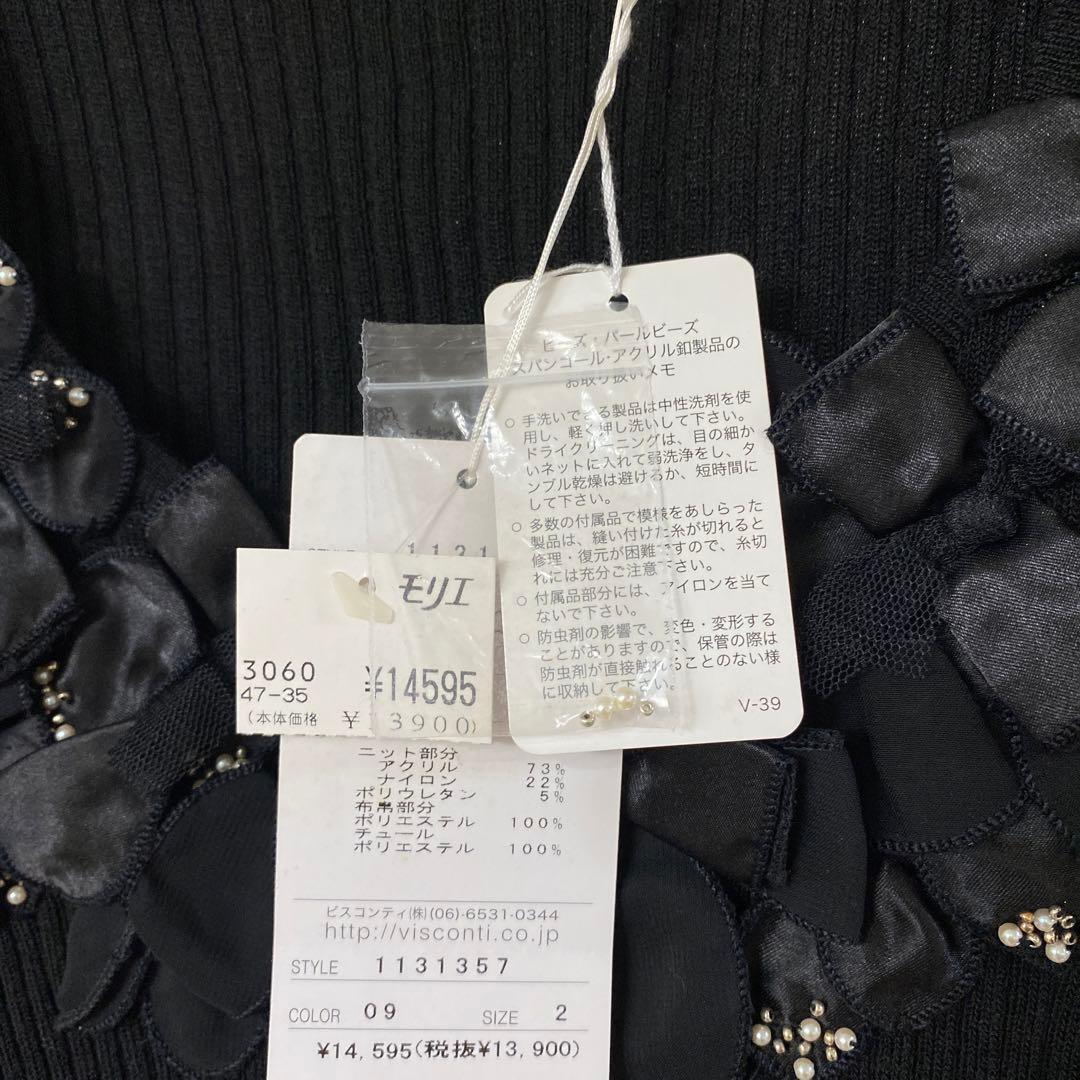 ビーズ・パールビーズ
スパンコール・アクリル釦製品の
お取り扱いメモ
○ 手洗いできる製品は中性洗剤を使
用し、軽く押し洗いして下さい。
ドライクリーニングは、目の細か
いネットに入れて弱洗浄をし、タ
ンブル乾燥は避けるか、短時間に
して下さい。
○ 多数の付属品で模様をあしらった
製品は、縫い付けた糸が切れると
修理・復元が困難ですので、糸切
れには充分ご注意下さい。
○ 付属品部分には、アイロンを当て
ないで下さい。
○ 防虫剤の影響で、変色・変形する
ことがありますので、保管の際は
防虫剤が直接触れることのない様
に収納して下さい。
V-39
モリエ
3060
47-35
¥14595
(本体価格 ¥13900)
ニット部分
アクリル 73%
ナイロン 22%
ポリウレタン 5%
布帛部分
ポリエステル 100%
チュール
ポリエステル 100%
ビスコンティ(株)(06)-6531-0344
http://visconti.co.jp
STYLE 1131357
COLOR 09 SIZE 2
¥14,595(税抜¥13,900)